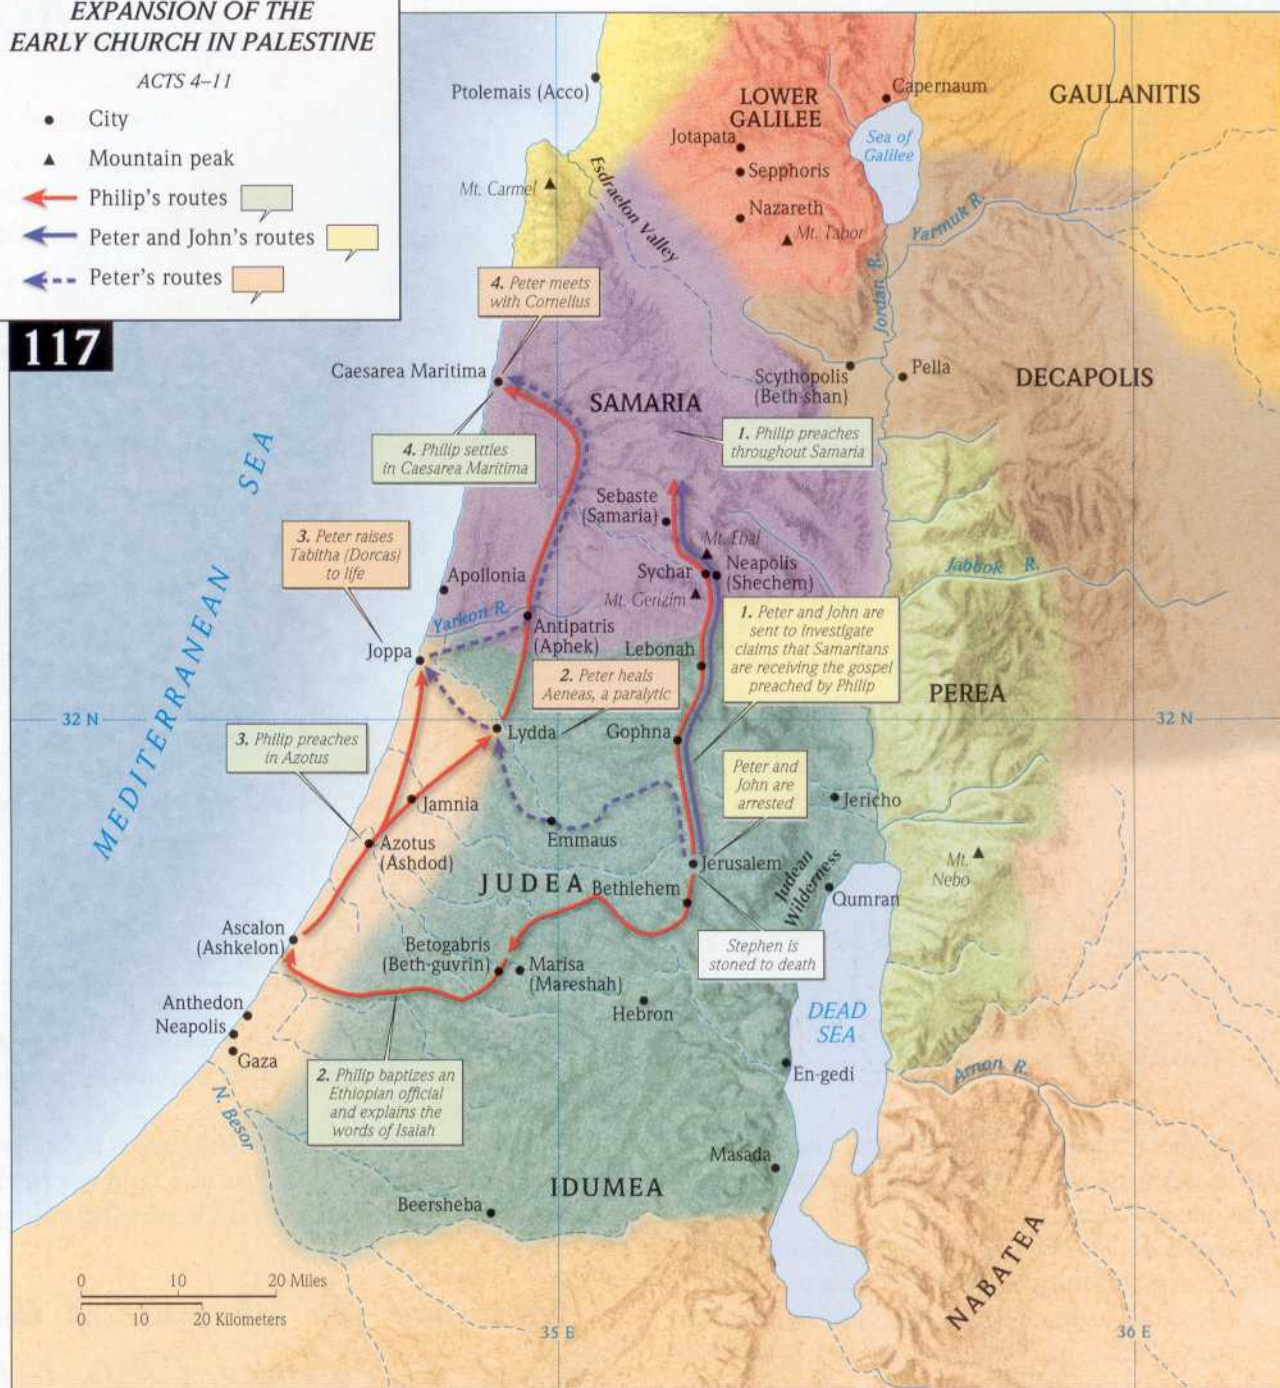 EXPANSION OF THE
EARLY CHURCH IN PALESTINE
ACTS 4–11
City
Mountain peak
Philip's routes
Peter and John's routes
Peter's routes
117
Ptolemais (Acco)
LOWER
GALILEE
Capernaum
GAULANITIS
Jotapata
Sea of
Galilee
Sepphoris
Mt. Carmel
Esdraelon Valley
Nazareth
Mt. Tabor
Yarmuk R.
Jordan R.
4. Peter meets
with Cornelius
Caesarea Maritima
Scythopolis
(Beth-shan)
Pella
DECAPOLIS
SAMARIA
4. Philip settles
in Caesarea Maritima
1. Philip preaches
throughout Samaria
MEDITERRANEAN SEA
Sebaste
(Samaria)
3. Peter raises
Tabitha (Dorcas)
to life
Mt. Ebal
Apollonia
Sychar
Neapolis
(Shechem)
Jabbok R.
Mt. Gerizim
Yarkon R.
Antipatris
(Aphek)
1. Peter and John are
sent to investigate
claims that Samaritans
are receiving the gospel
preached by Philip
Joppa
Lebonah
2. Peter heals
Aeneas, a paralytic
PEREA
32 N
32 N
Lydda
Gophna
3. Philip preaches
in Azotus
Peter and
John are
arrested
Jamnia
Jericho
Emmaus
Azotus
(Ashdod)
Jerusalem
Mt.
Nebo
JUDEA
Bethlehem
Judean
Wilderness
Qumran
Ascalon
(Ashkelon)
Betogabris
(Beth-guvrin)
Marisa
(Mareshah)
Stephen is
stoned to death
Anthedon
Neapolis
Hebron
DEAD
SEA
Gaza
En-gedi
Arnon R.
2. Philip baptizes an
Ethiopian official
and explains the
words of Isaiah
N. Besor
Masada
IDUMEA
Beersheba
NABATEA
0 10 20 Miles
0 10 20 Kilometers
35 E
36 E